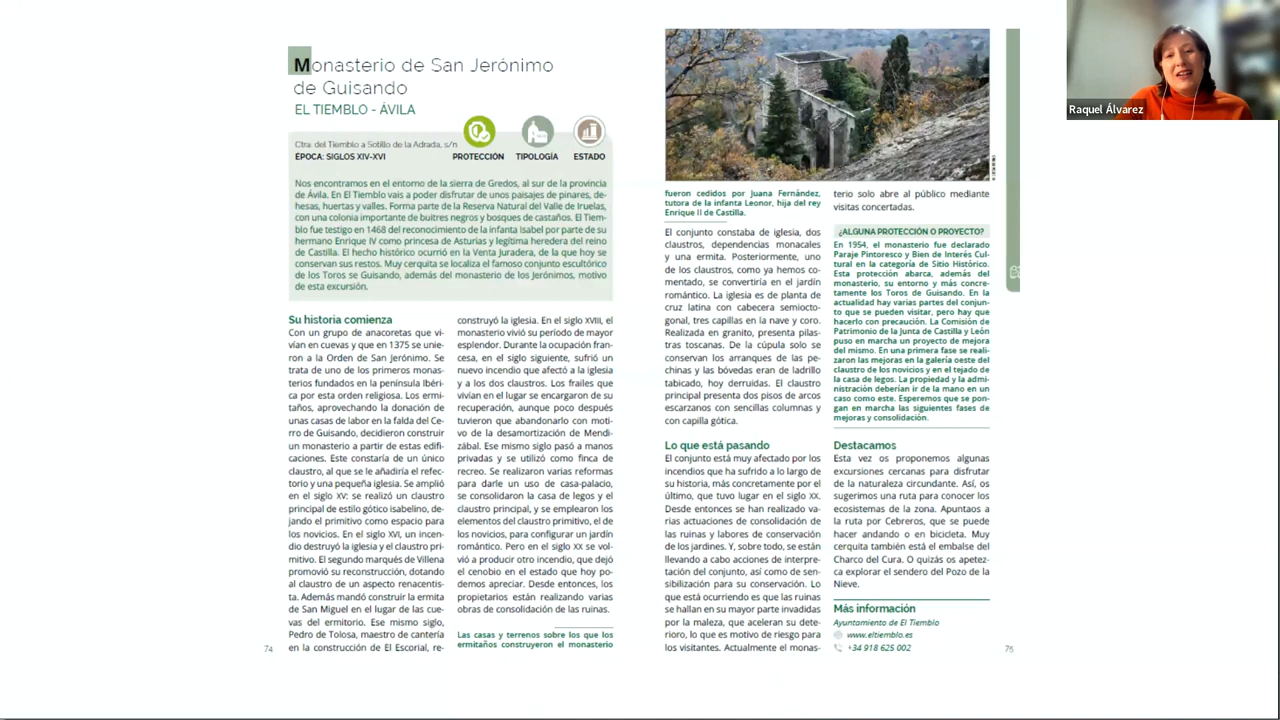 Monasterio de San Jerónimo
de Guisando
EL TIEMBLO - ÁVILA
Ctra. del Tiemblo a Sotillo de la Adrada, s/n
ÉPOCA: SIGLOS XIV-XVI
PROTECCIÓN
TIPOLOGÍA
ESTADO
Nos encontramos en el entorno de la sierra de Gredos, al sur de la provincia
de Ávila. En El Tiemblo vais a poder disfrutar de unos paisajes de pinares, de-
hesas, huertas y valles. Forma parte de la Reserva Natural del Valle de Iruelas,
con una colonia importante de buitres negros y bosques de castaños. El Tiem-
blo fue testigo en 1468 del reconocimiento de la infanta Isabel por parte de su
hermano Enrique IV como princesa de Asturias y legítima heredera del reino
de Castilla. El hecho histórico ocurrió en la Venta Juradera, de la que hoy se
conservan sus restos. Muy cerquita se localiza el famoso conjunto escultórico
de los Toros se Guisando, además del monasterio de los Jerónimos, motivo
de esta excursión.
Su historia comienza
Con un grupo de anacoretas que vi-
vían en cuevas y que en 1375 se unie-
ron a la Orden de San Jerónimo. Se
trata de uno de los primeros monas-
terios fundados en la península Ibéri-
ca por esta orden religiosa. Los ermi-
taños, aprovechando la donación de
unas casas de labor en la falda del Ce-
rro de Guisando, decidieron construir
un monasterio a partir de estas edifi-
caciones. Este constaría de un único
claustro, al que se le añadiría el refec-
torio y una pequeña iglesia. Se amplió
en el siglo XV: se realizó un claustro
principal de estilo gótico isabelino, de-
jando el primitivo como espacio para
los novicios. En el siglo XVI, un incen-
dio destruyó la iglesia y el claustro pri-
mitivo. El segundo marqués de Villena
promovió su reconstrucción, dotando
al claustro de un aspecto renacentis-
ta. Además mandó construir la ermita
de San Miguel en el lugar de las cue-
vas del ermitorio. Ese mismo siglo,
Pedro de Tolosa, maestro de cantería
en la construcción de El Escorial, re-
construyó la iglesia. En el siglo XVIII, el
monasterio vivió su período de mayor
esplendor. Durante la ocupación fran-
cesa, en el siglo siguiente, sufrió un
nuevo incendio que afectó a la iglesia
y a los dos claustros. Los frailes que
vivían en el lugar se encargaron de su
recuperación, aunque poco después
tuvieron que abandonarlo con moti-
vo de la desamortización de Mendi-
zábal. Ese mismo siglo pasó a manos
privadas y se utilizó como finca de
recreo. Se realizaron varias reformas
para darle un uso de casa-palacio,
se consolidaron la casa de legos y el
claustro principal, y se emplearon los
elementos del claustro primitivo, el de
los novicios, para configurar un jardín
romántico. Pero en el siglo XX se vol-
vió a producir otro incendio, que dejó
el cenobio en el estado que hoy po-
demos apreciar. Desde entonces, los
propietarios están realizando varias
obras de consolidación de las ruinas.
Las casas y terrenos sobre los que los
ermitaños construyeron el monasterio
74
fueron cedidos por Juana Fernández,
tutora de la infanta Leonor, hija del rey
Enrique II de Castilla.
El conjunto constaba de iglesia, dos
claustros, dependencias monacales
y una ermita. Posteriormente, uno
de los claustros, como ya hemos co-
mentado, se convertiría en el jardín
romántico. La iglesia es de planta de
cruz latina con cabecera semiocto-
gonal, tres capillas en la nave y coro.
Realizada en granito, presenta pilas-
tras toscanas. De la cúpula solo se
conservan los arranques de las pe-
chinas y las bóvedas eran de ladrillo
tabicado, hoy derruidas. El claustro
principal presenta dos pisos de arcos
escarzanos con sencillas columnas y
con capilla gótica.
Lo que está pasando
El conjunto está muy afectado por los
incendios que ha sufrido a lo largo de
su historia, más concretamente por el
último, que tuvo lugar en el siglo XX.
Desde entonces se han realizado va-
rias actuaciones de consolidación de
las ruinas y labores de conservación
de los jardines. Y, sobre todo, se están
llevando a cabo acciones de interpre-
tación del conjunto, así como de sen-
sibilización para su conservación. Lo
que está ocurriendo es que las ruinas
se hallan en su mayor parte invadidas
por la maleza, que aceleran su dete-
rioro, lo que es motivo de riesgo para
los visitantes. Actualmente el monas-
terio solo abre al público mediante
visitas concertadas.
¿ALGUNA PROTECCIÓN O PROYECTO?
En 1954, el monasterio fue declarado
Paraje Pintoresco y Bien de Interés Cul-
tural en la categoría de Sitio Histórico.
Esta protección abarca, además del
monasterio, su entorno y más concre-
tamente los Toros de Guisando. En la
actualidad hay varias partes del conjun-
to que se pueden visitar, pero hay que
hacerlo con precaución. La Comisión de
Patrimonio de la Junta de Castilla y León
puso en marcha un proyecto de mejora
del mismo. En una primera fase se reali-
zaron las mejoras en la galería oeste del
claustro de los novicios y en el tejado de
la casa de legos. La propiedad y la admi-
nistración deberían ir de la mano en un
caso como este. Esperemos que se pon-
gan en marcha las siguientes fases de
mejoras y consolidación.
Destacamos
Esta vez os proponemos algunas
excursiones cercanas para disfrutar
de la naturaleza circundante. Así, os
sugerimos una ruta para conocer los
ecosistemas de la zona. Apuntaos a
la ruta por Cebreros, que se puede
hacer andando o en bicicleta. Muy
cerquita también está el embalse del
Charco del Cura. O quizás os apetez-
ca explorar el sendero del Pozo de la
Nieve.
Más información
Ayuntamiento de El Tiemblo
www.eltiemblo.es
+34 918 625 002
75
Raquel Álvarez